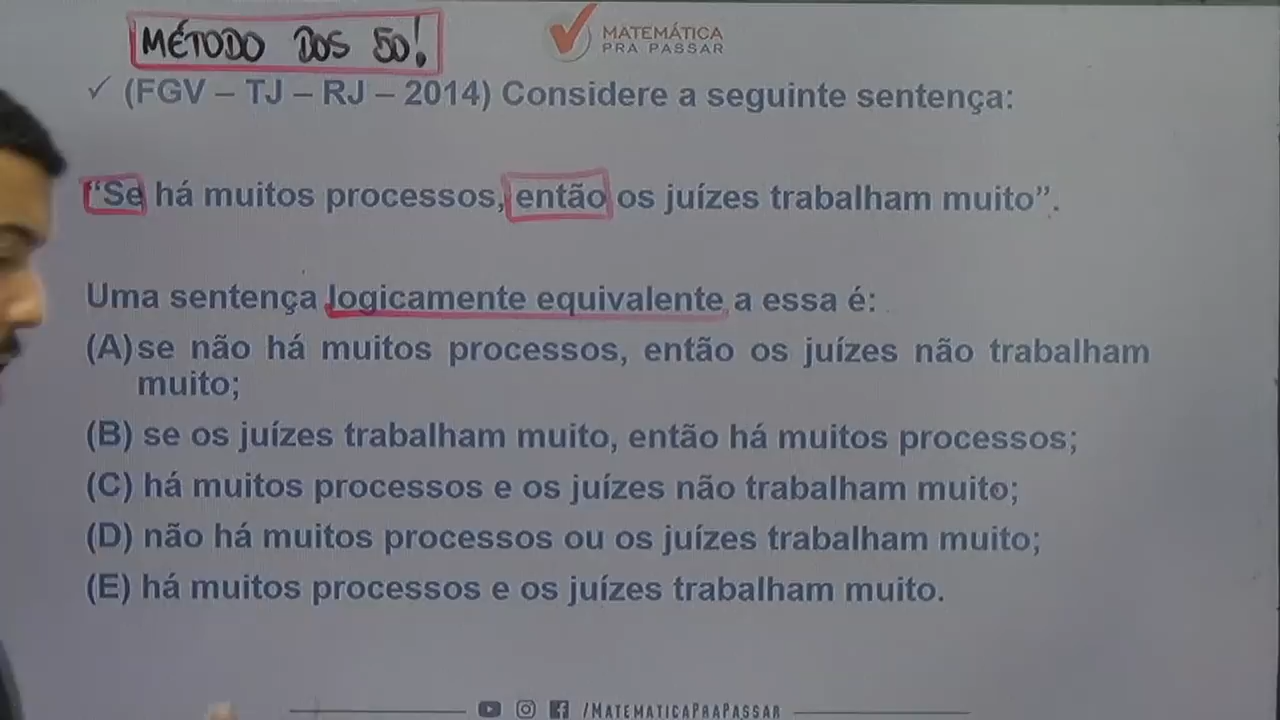 MÉTODO DOS 50!
MATEMÁTICA
PRA PASSAR
✓ (FGV – TJ – RJ – 2014) Considere a seguinte sentença:
“Se há muitos processos, então os juízes trabalham muito”.
Uma sentença logicamente equivalente a essa é:
(A) se não há muitos processos, então os juízes não trabalham
muito;
(B) se os juízes trabalham muito, então há muitos processos;
(C) há muitos processos e os juízes não trabalham muito;
(D) não há muitos processos ou os juízes trabalham muito;
(E) há muitos processos e os juízes trabalham muito.
/MATEMATICAPRAPASSAR